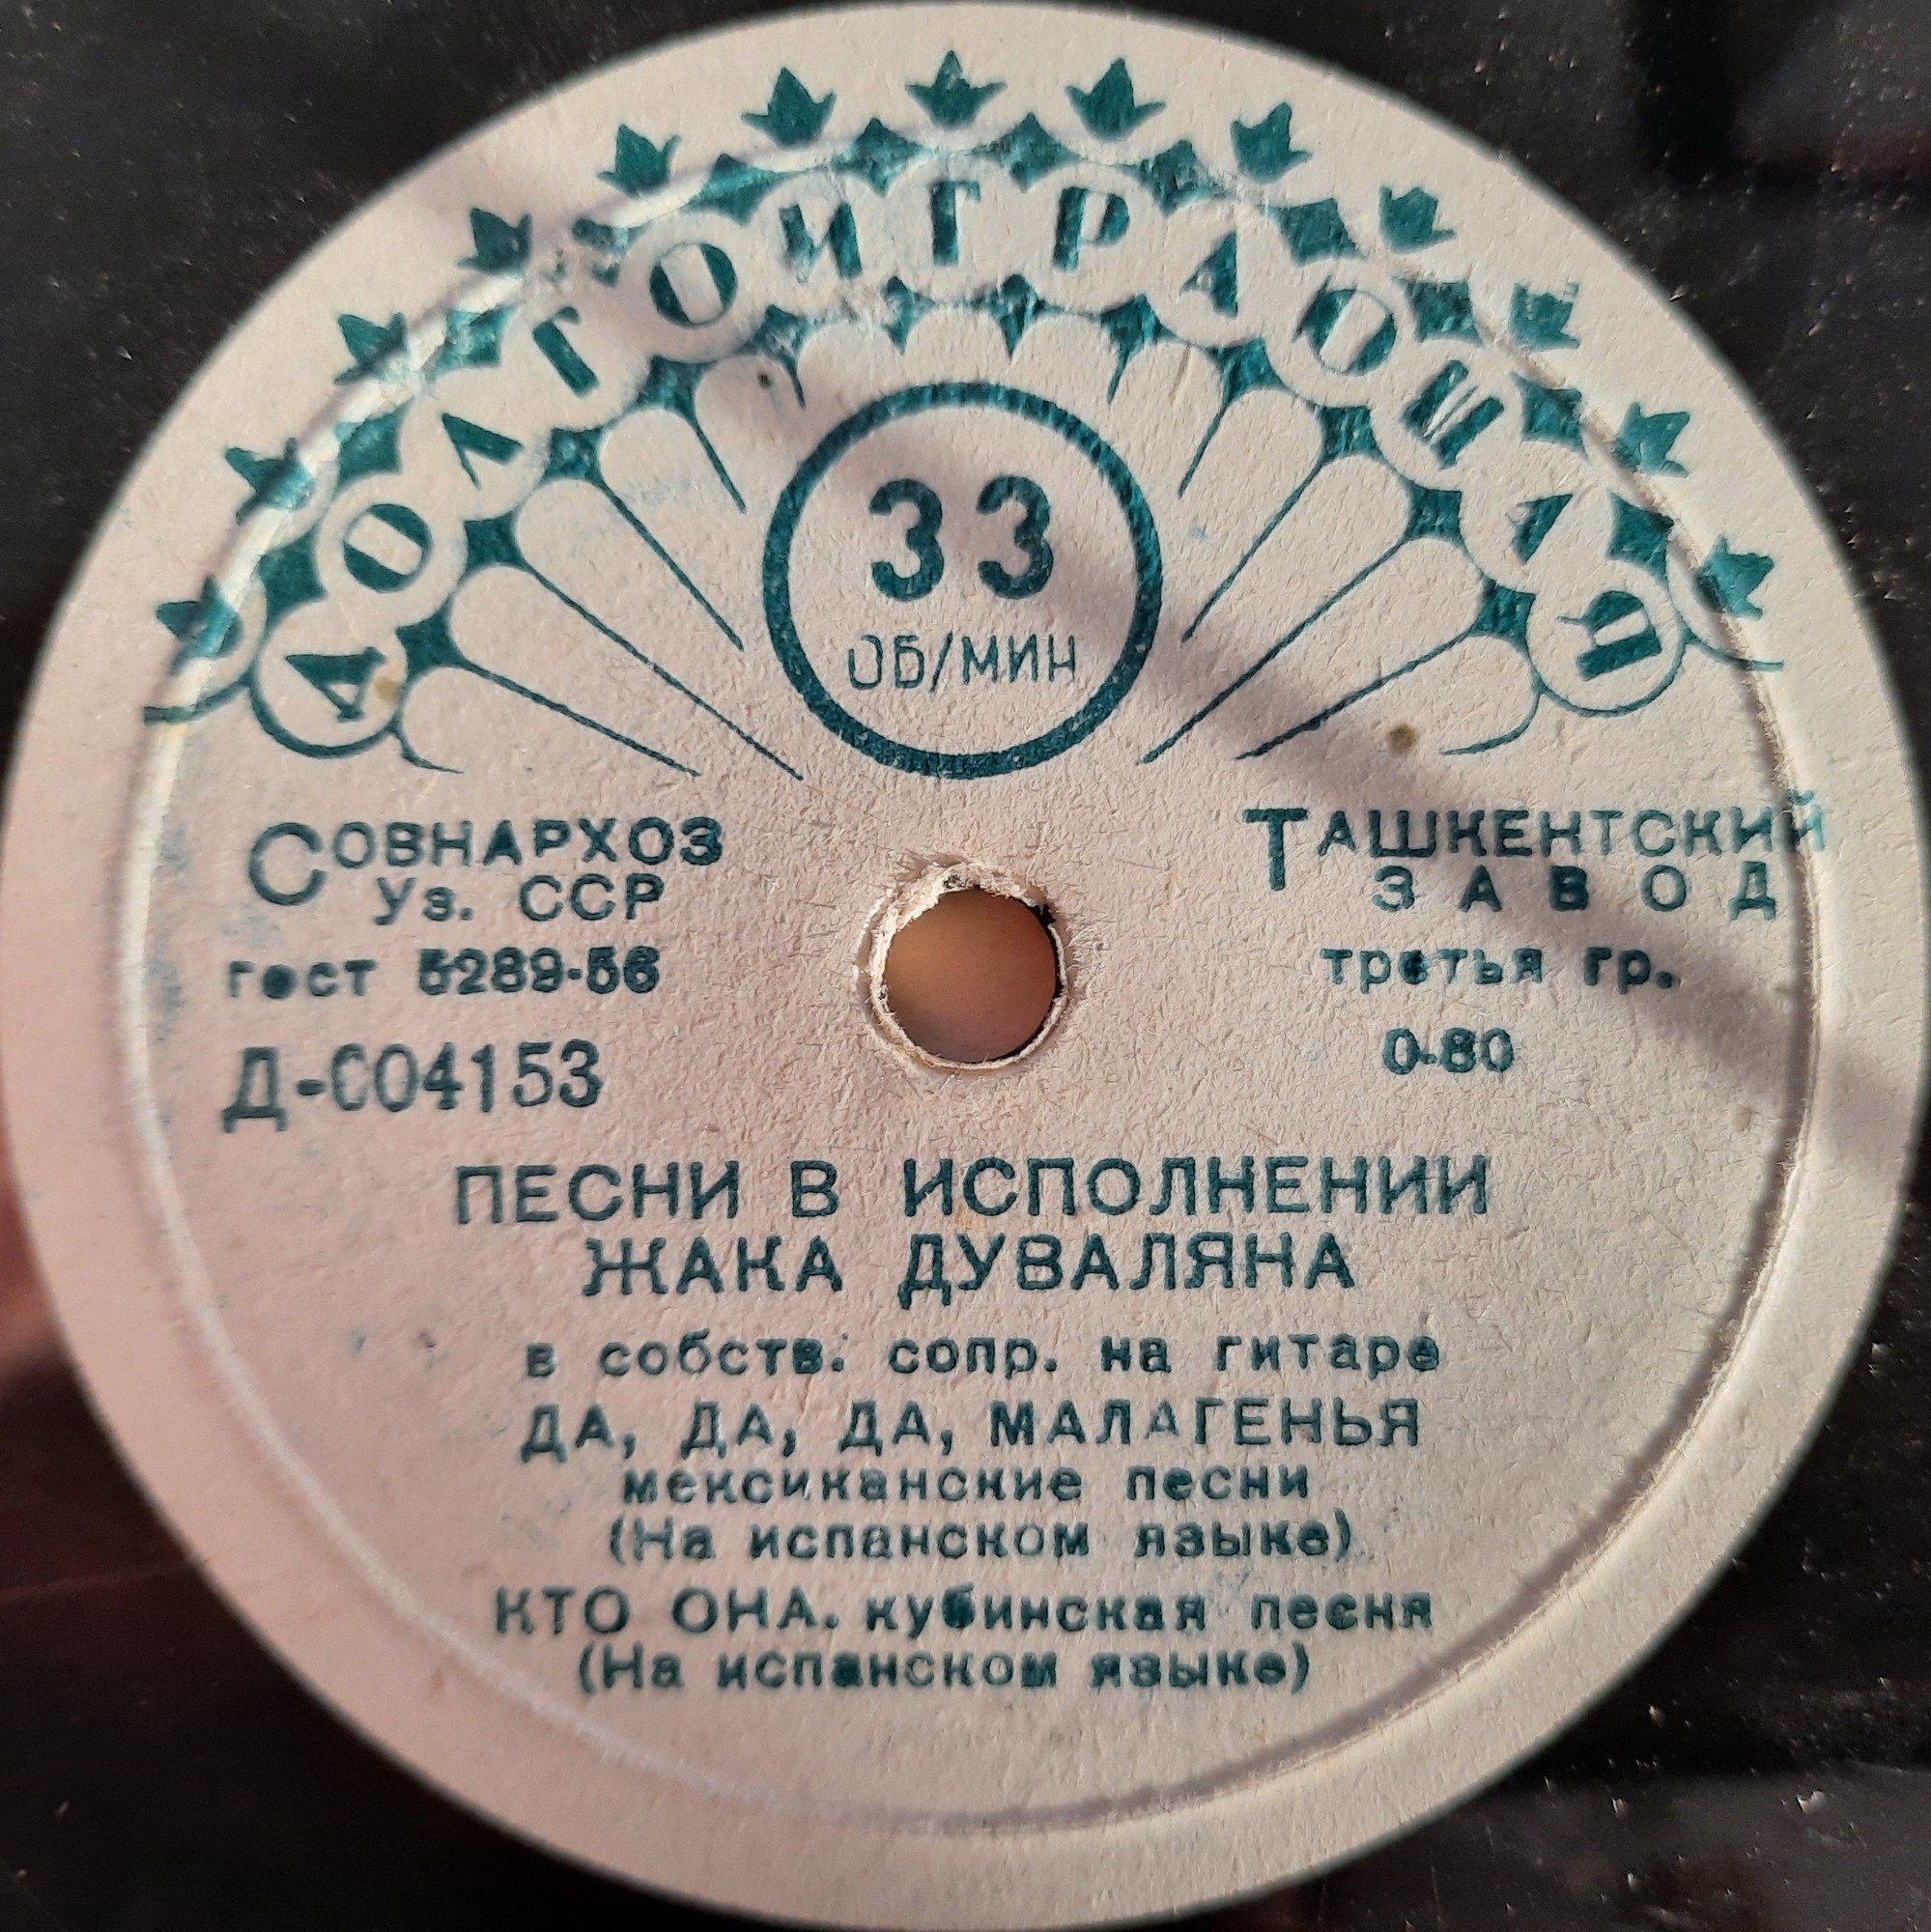 ДОЛГОИГРАЮЩАЯ
33
ОБ/МИН
СОВНАРХОЗ
Уз. ССР
ТАШКЕНТСКИЙ
ЗАВОД
гост 5289-56
третья гр.
Д-004153
0-80
ПЕСНИ В ИСПОЛНЕНИИ
ЖАКА ДУВАЛЯНА
в собств. сопр. на гитаре
ДА, ДА, ДА, МАЛАГЕНЬЯ
мексиканские песни
(На испанском языке)
КТО ОНА. кубинская песня
(На испанском языке)